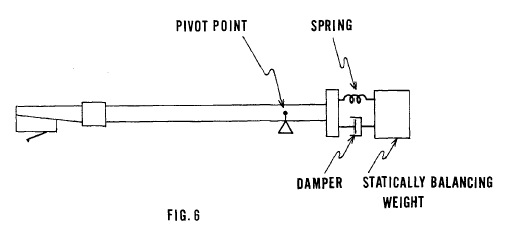 PIVOT POINT
SPRING
DAMPER
STATICALLY BALANCING
WEIGHT
FIG. 6